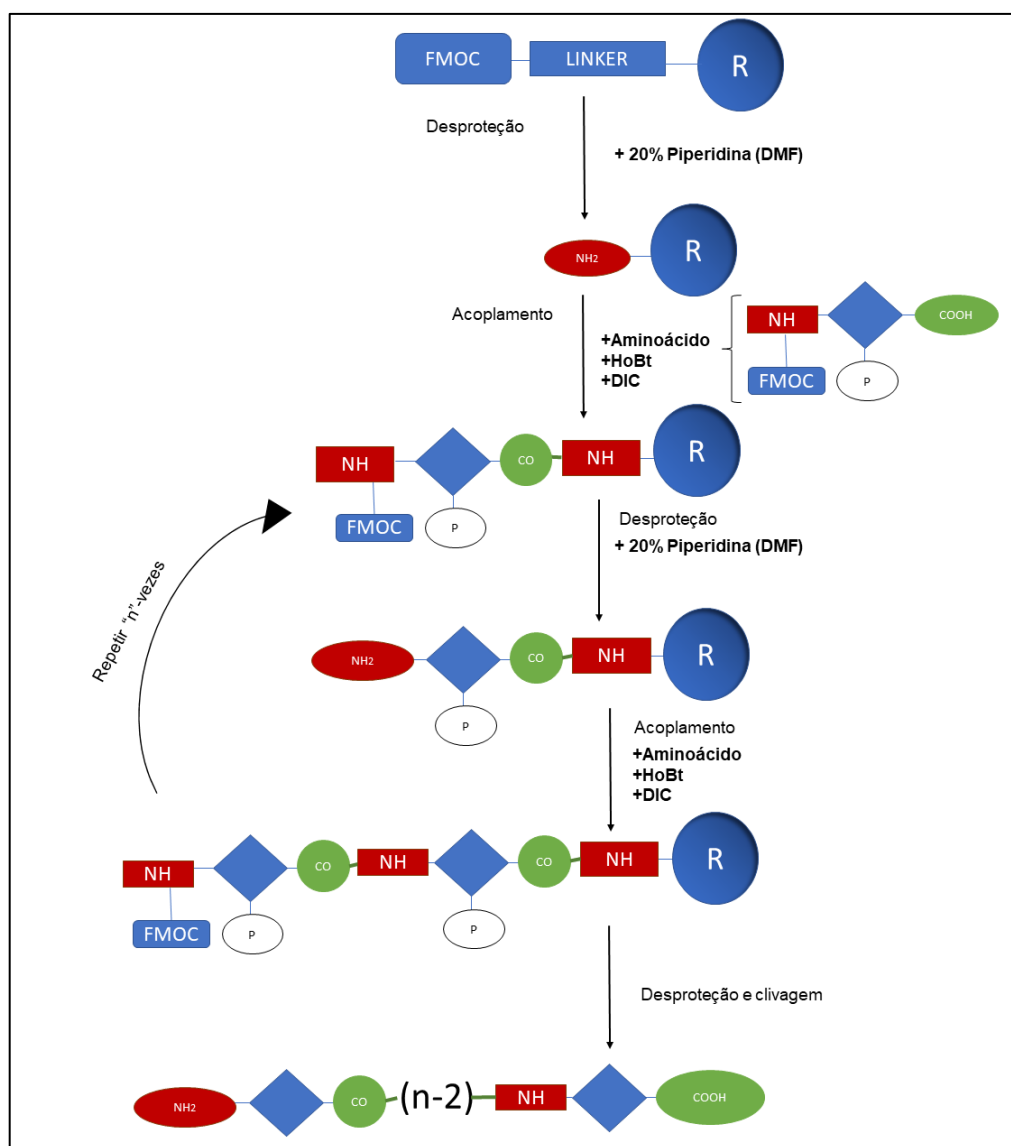 FMOC
LINKER
R
Desproteção
+ 20% Piperidina (DMF)
NH2
R
Acoplamento
+Aminoácido
+HoBt
+DIC
NH
COOH
FMOC
P
NH
CO
NH
R
FMOC
P
Desproteção
+ 20% Piperidina (DMF)
Repetir "n"-vezes
NH2
CO
NH
R
P
Acoplamento
+Aminoácido
+HoBt
+DIC
NH
CO
NH
CO
NH
R
FMOC
P
P
Desproteção e clivagem
NH2
CO
(n-2)
NH
COOH